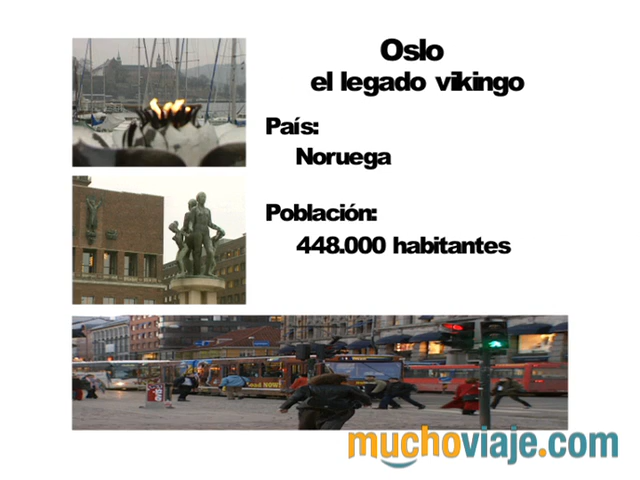 Oslo
el legado vikingo
País:
Noruega
Población:
448.000 habitantes
muchoviaje.com